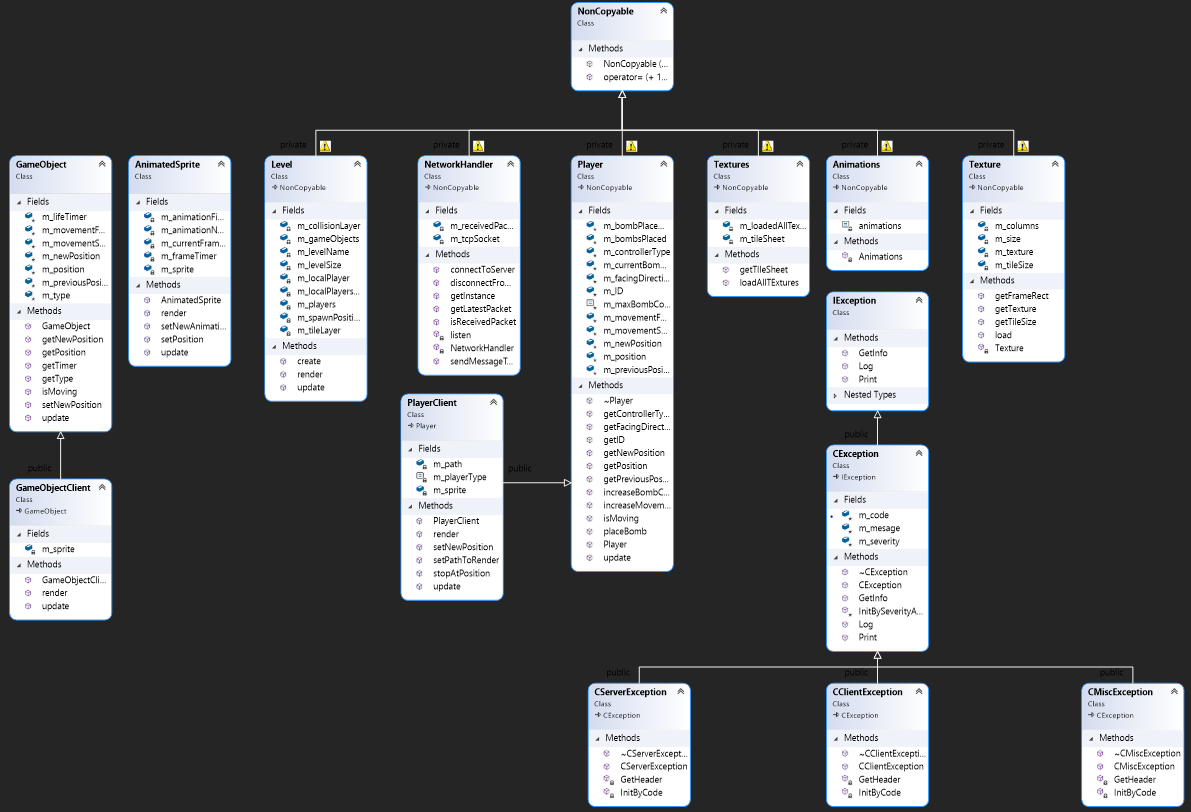 NonCopyable
Class
Methods
NonCopyable (...
operator= (+ 1...
private
private
private
private
private
private
GameObject
Class
Fields
m_lifeTimer
m_movementF...
m_movementS...
m_newPosition
m_position
m_previousPosi...
m_type
Methods
GameObject
getNewPosition
getPosition
getTimer
getType
isMoving
setNewPosition
update
AnimatedSprite
Class
Fields
m_animationFi...
m_animationN...
m_currentFram...
m_frameTimer
m_sprite
Methods
AnimatedSprite
render
setNewAnimati...
setPosition
update
Level
Class
NonCopyable
Fields
m_collisionLayer
m_gameObjects
m_levelName
m_levelSize
m_localPlayer
m_localPlayers...
m_players
m_spawnPositi...
m_tileLayer
Methods
create
render
update
NetworkHandler
Class
NonCopyable
Fields
m_receivedPac...
m_tcpSocket
Methods
connectToServer
disconnectFro...
getInstance
getLatestPacket
isReceivedPacket
listen
NetworkHandler
sendMessageT...
Player
Class
NonCopyable
Fields
m_bombPlace...
m_bombsPlaced
m_controllerType
m_currentBom...
m_facingDirecti...
m_ID
m_maxBombCo...
m_movementF...
m_movementS...
m_newPosition
m_position
m_previousPosi...
Methods
~Player
getControllerTy...
getFacingDirect...
getID
getNewPosition
getPosition
getPreviousPos...
increaseBombC...
increaseMovem...
isMoving
placeBomb
Player
update
Textures
Class
NonCopyable
Fields
m_loadedAllTex...
m_tileSheet
Methods
getTIleSheet
loadAllTExtures
Animations
Class
NonCopyable
Fields
animations
Methods
Animations
Texture
Class
NonCopyable
Fields
m_columns
m_size
m_texture
m_tileSize
Methods
getFrameRect
getTexture
getTileSize
load
Texture
IException
Class
Methods
GetInfo
Log
Print
Nested Types
PlayerClient
Class
Player
Fields
m_path
m_playerType
m_sprite
Methods
PlayerClient
render
setNewPosition
setPathToRender
stopAtPosition
update
public
public
public
GameObjectClient
Class
GameObject
Fields
m_sprite
Methods
GameObjectCli...
render
update
CException
Class
IException
Fields
m_code
m_mesage
m_severity
Methods
~CException
CException
GetInfo
InitBySeverityA...
Log
Print
public
public
public
CServerException
Class
CException
Methods
~CServerExcept...
CServerException
GetHeader
InitByCode
CClientException
Class
CException
Methods
~CClientExcepti...
CClientException
GetHeader
InitByCode
CMiscException
Class
CException
Methods
~CMiscException
CMiscException
GetHeader
InitByCode